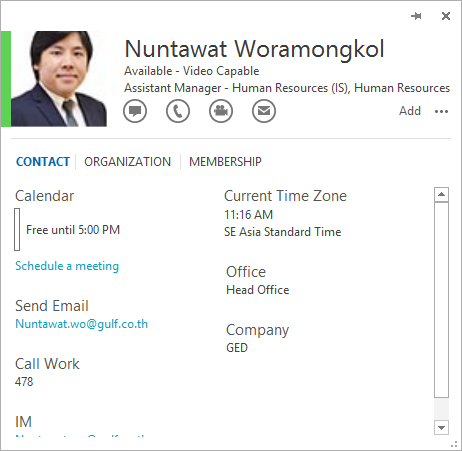 Nuntawat Woramongkol
Available - Video Capable
Assistant Manager - Human Resources (IS), Human Resources
Add
CONTACT
ORGANIZATION
MEMBERSHIP
Calendar
Free until 5:00 PM
Schedule a meeting
Send Email
Nuntawat.wo@gulf.co.th
Call Work
478
IM
Current Time Zone
11:16 AM
SE Asia Standard Time
Office
Head Office
Company
GED